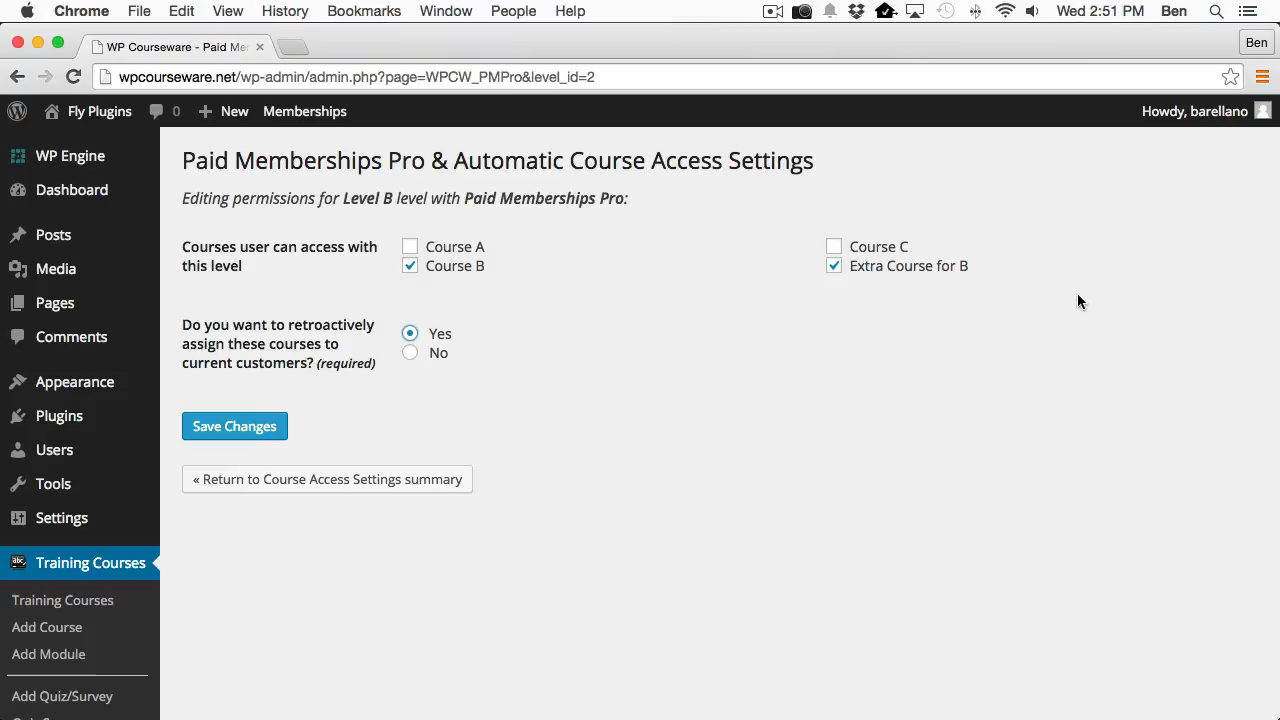 Chrome File Edit View History Bookmarks Window People Help Wed 2:51 PM Ben
WP Courseware - Paid Me
Ben
wpcourseware.net/wp-admin/admin.php?page=WPCW_PMPro&level_id=2
Fly Plugins 0 New Memberships Howdy, barellano
WP Engine
Dashboard
Posts
Media
Pages
Comments
Appearance
Plugins
Users
Tools
Settings
abc
Training Courses
Training Courses
Add Course
Add Module
Add Quiz/Survey
Paid Memberships Pro & Automatic Course Access Settings
Editing permissions for Level B level with Paid Memberships Pro:
Courses user can access with
this level
Course A
Course B
Course C
Extra Course for B
Do you want to retroactively
assign these courses to
current customers? (required)
Yes
No
Save Changes
« Return to Course Access Settings summary